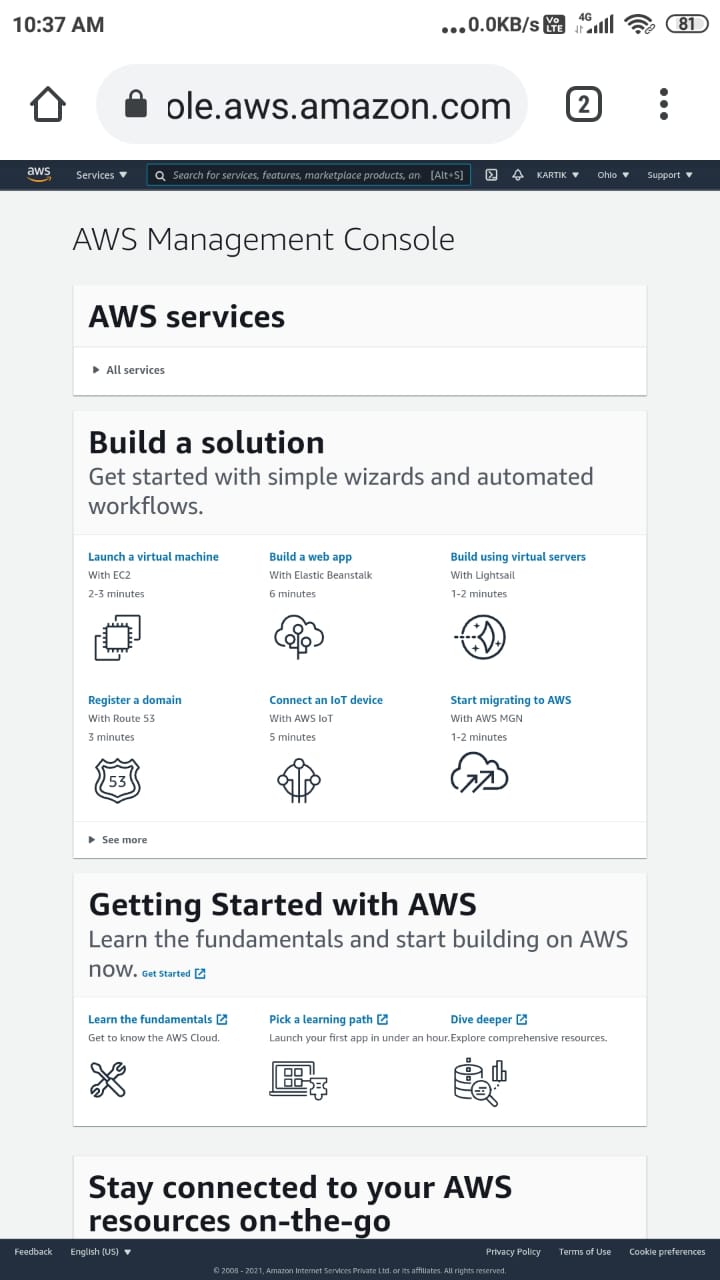 10:37 AM
...0.0KB/s Vo LTE 4G 81
ole.aws.amazon.com 2
aws Services Search for services, features, marketplace products, an [Alt+S] KARTIK Ohio Support
AWS Management Console
AWS services
All services
Build a solution
Get started with simple wizards and automated
workflows.
Launch a virtual machine
With EC2
2-3 minutes
Build a web app
With Elastic Beanstalk
6 minutes
Build using virtual servers
With Lightsail
1-2 minutes
Register a domain
With Route 53
3 minutes
53
Connect an IoT device
With AWS IoT
5 minutes
Start migrating to AWS
With AWS MGN
1-2 minutes
See more
Getting Started with AWS
Learn the fundamentals and start building on AWS
now. Get Started
Learn the fundamentals
Get to know the AWS Cloud.
Pick a learning path
Launch your first app in under an hour.
Dive deeper
Explore comprehensive resources.
Stay connected to your AWS
resources on-the-go
Feedback English (US) Privacy Policy Terms of Use Cookie preferences
© 2008 - 2021, Amazon Internet Services Private Ltd. or its affiliates. All rights reserved.